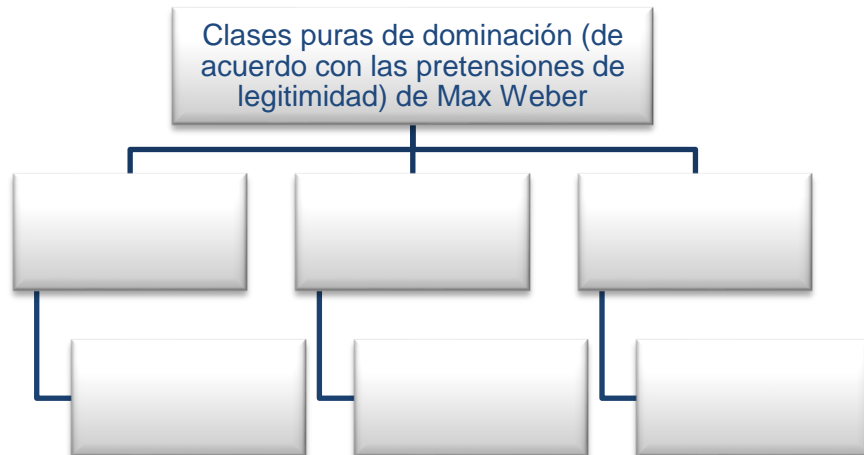 Clases puras de dominación (de
acuerdo con las pretensiones de
legitimidad) de Max Weber